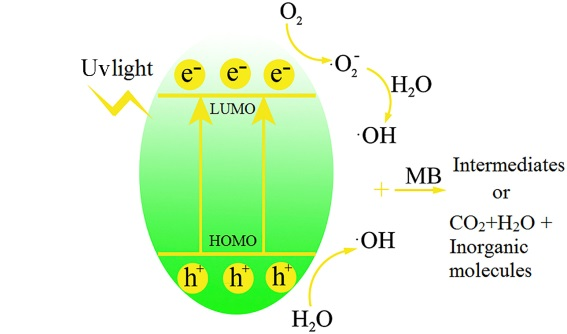 O₂
Uvlight
e⁻ e⁻ e⁻
·O₂⁻
H₂O
LUMO
·OH
+ MB
Intermediates
or
CO₂+H₂O +
Inorganic
molecules
HOMO
·OH
h⁺ h⁺ h⁺
H₂O